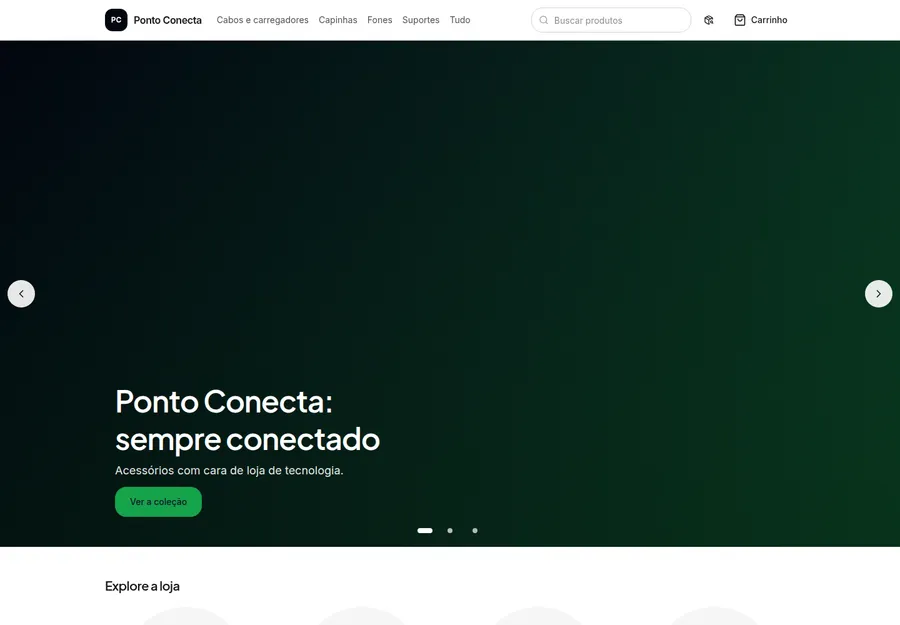 PC Ponto Conecta Cabos e carregadores Capinhas Fones Suportes Tudo Buscar produtos Carrinho
Ponto Conecta:
sempre conectado
Acessórios com cara de loja de tecnologia.
Ver a coleção
Explore a loja